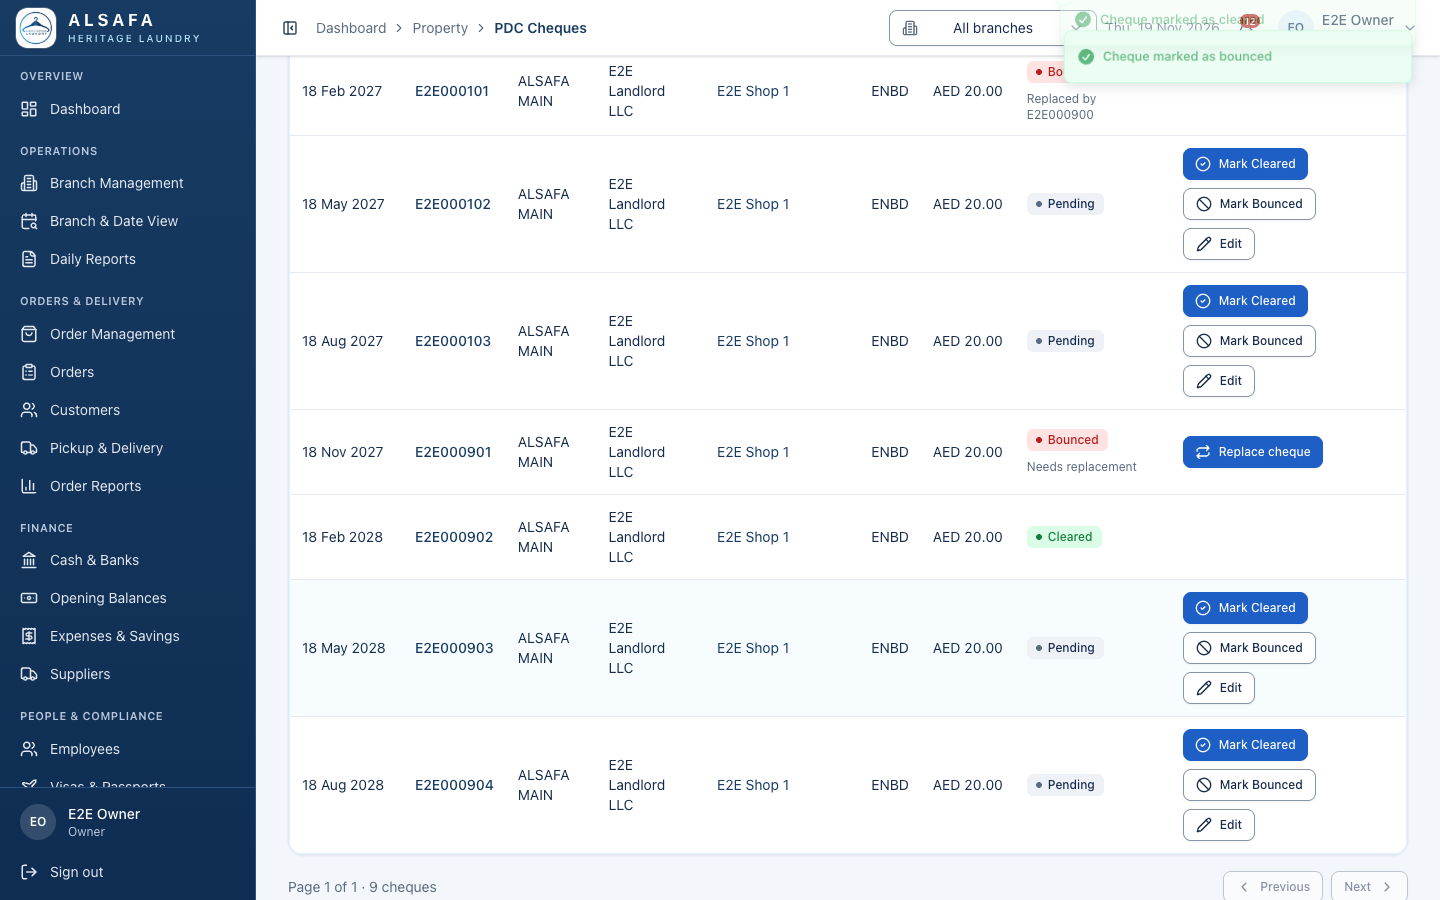 ALSAFA
HERITAGE LAUNDRY
OVERVIEW
Dashboard
OPERATIONS
Branch Management
Branch & Date View
Daily Reports
ORDERS & DELIVERY
Order Management
Orders
Customers
Pickup & Delivery
Order Reports
FINANCE
Cash & Banks
Opening Balances
Expenses & Savings
Suppliers
PEOPLE & COMPLIANCE
Employees
Visas & Passports
EO
E2E Owner
Owner
Sign out
Dashboard > Property > PDC Cheques
All branches
Thu, 19 Nov 2026
12
EO
E2E Owner
Cheque marked as cleared
Cheque marked as bounced
18 Feb 2027 E2E000101 ALSAFA MAIN E2E Landlord LLC E2E Shop 1 ENBD AED 20.00
Replaced by
E2E000900
18 May 2027 E2E000102 ALSAFA MAIN E2E Landlord LLC E2E Shop 1 ENBD AED 20.00 Pending
Mark Cleared
Mark Bounced
Edit
18 Aug 2027 E2E000103 ALSAFA MAIN E2E Landlord LLC E2E Shop 1 ENBD AED 20.00 Pending
Mark Cleared
Mark Bounced
Edit
18 Nov 2027 E2E000901 ALSAFA MAIN E2E Landlord LLC E2E Shop 1 ENBD AED 20.00 Bounced
Needs replacement
Replace cheque
18 Feb 2028 E2E000902 ALSAFA MAIN E2E Landlord LLC E2E Shop 1 ENBD AED 20.00 Cleared
18 May 2028 E2E000903 ALSAFA MAIN E2E Landlord LLC E2E Shop 1 ENBD AED 20.00 Pending
Mark Cleared
Mark Bounced
Edit
18 Aug 2028 E2E000904 ALSAFA MAIN E2E Landlord LLC E2E Shop 1 ENBD AED 20.00 Pending
Mark Cleared
Mark Bounced
Edit
Page 1 of 1 · 9 cheques
Previous
Next